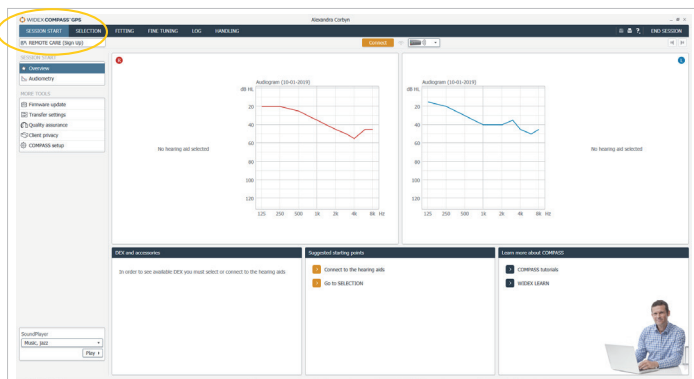 WIDEX COMPASS GPS
Alexandra Corbyn
SESSION START SELECTION FITTING FINE TUNING LOG HANDLING END SESSION
REMOTE CARE (Sign Up)
Connect
SESSION START
Overview
Audiometry
MORE TOOLS
Firmware update
Transfer settings
Quality assurance
Client privacy
COMPASS setup
R
Audiogram (10-01-2019)
dB HL
20
40
60
80
100
120
125 250 500 1k 2k 4k 8k Hz
No hearing aid selected
L
Audiogram (10-01-2019)
dB HL
20
40
60
80
100
120
125 250 500 1k 2k 4k 8k Hz
No hearing aid selected
DEX and accessories
In order to see available DEX you must select or connect to the hearing aids
Suggested starting points
Connect to the hearing aids
Go to SELECTION
Learn more about COMPASS
COMPASS tutorials
WIDEX LEARN
SoundPlayer
Music, jazz
Play